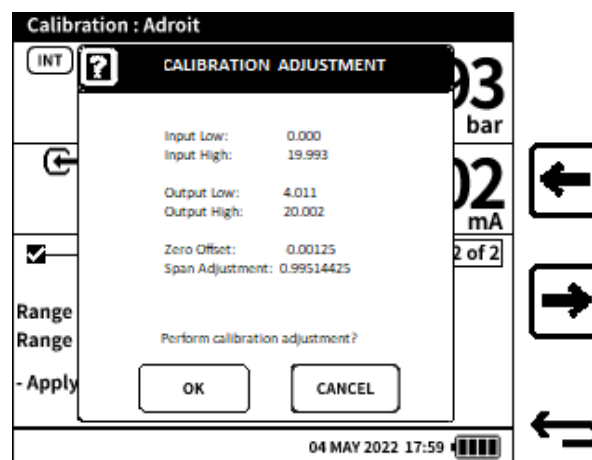 Calibration : Adroit
INT
?
CALIBRATION ADJUSTMENT
93
bar
Input Low: 0.000
Input High: 19.993
Output Low: 4.011
Output High: 20.002
02
mA
Zero Offset: 0.00125
Span Adjustment: 0.99514425
2 of 2
Range
Range
Perform calibration adjustment?
- Apply
OK
CANCEL
04 MAY 2022 17:59